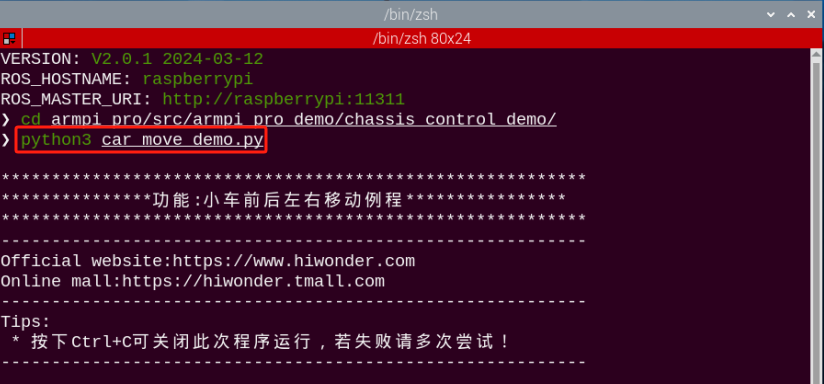 /bin/zsh
/bin/zsh 80x24
VERSION: V2.0.1 2024-03-12
ROS_HOSTNAME: raspberrypi
ROS_MASTER_URI: http://raspberrypi:11311
❯ cd armpi_pro/src/armpi_pro_demo/chassis_control_demo/
❯ python3 car_move_demo.py
**********************************************************
***************功能:小车前后左右移动例程****************
**********************************************************
----------------------------------------------------------
Official website:https://www.hiwonder.com
Online mall:https://hiwonder.tmall.com
----------------------------------------------------------
Tips:
* 按下Ctrl+C可关闭此次程序运行，若失败请多次尝试！
----------------------------------------------------------